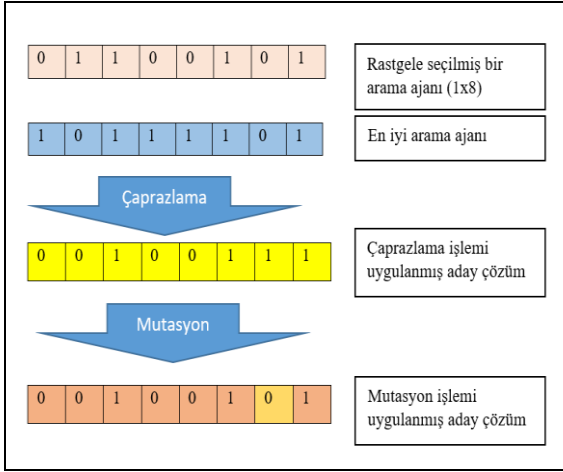 0 1 1 0 0 1 0 1
Rastgele seçilmiş bir
arama ajanı (1x8)
1 0 1 1 1 1 0 1
En iyi arama ajanı
Çaprazlama
0 0 1 0 0 1 1 1
Çaprazlama işlemi
uygulanmış aday çözüm
Mutasyon
0 0 1 0 0 1 0 1
Mutasyon işlemi
uygulanmış aday çözüm